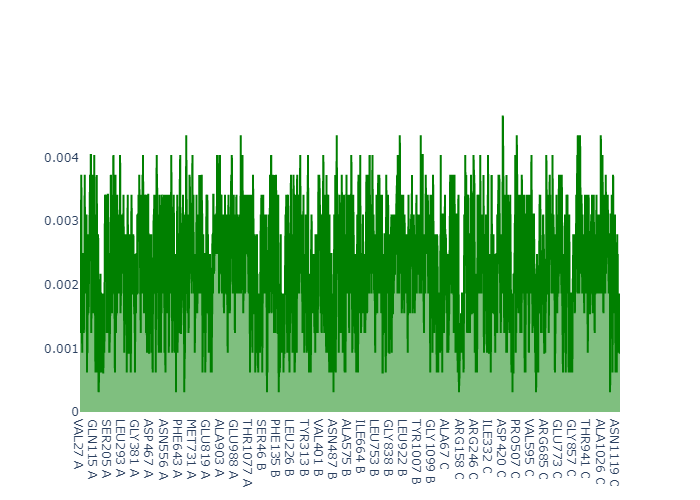 0.004
0.003
0.002
0.001
0
VAL27 A
GLN115 A
SER205 A
LEU293 A
GLY381 A
ASP467 A
ASN556 A
PHE643 A
MET731 A
GLU819 A
ALA903 A
GLU988 A
THR1077 A
SER46 B
PHE135 B
LEU226 B
TYR313 B
VAL401 B
ASN487 B
ALA575 B
ILE664 B
LEU753 B
GLY838 B
LEU922 B
TYR1007 B
GLY1099 B
ALA67 C
ARG158 C
ARG246 C
ILE332 C
ASP420 C
PRO507 C
VAL595 C
ARG685 C
GLU773 C
GLY857 C
THR941 C
ALA1026 C
ASN1119 C